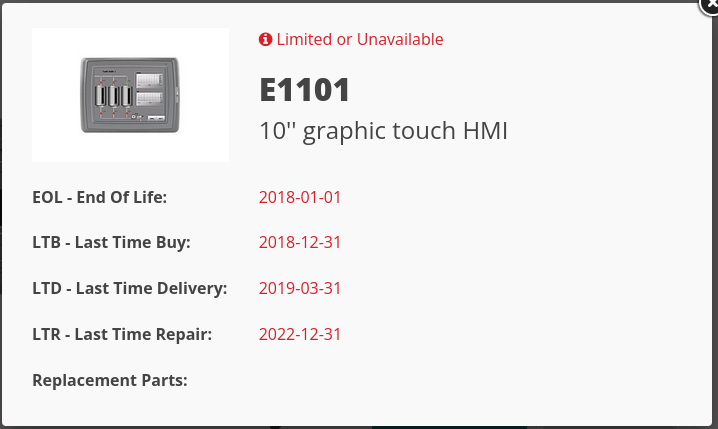 Limited or Unavailable
E1101
10'' graphic touch HMI
EOL - End Of Life: 2018-01-01
LTB - Last Time Buy: 2018-12-31
LTD - Last Time Delivery: 2019-03-31
LTR - Last Time Repair: 2022-12-31
Replacement Parts: